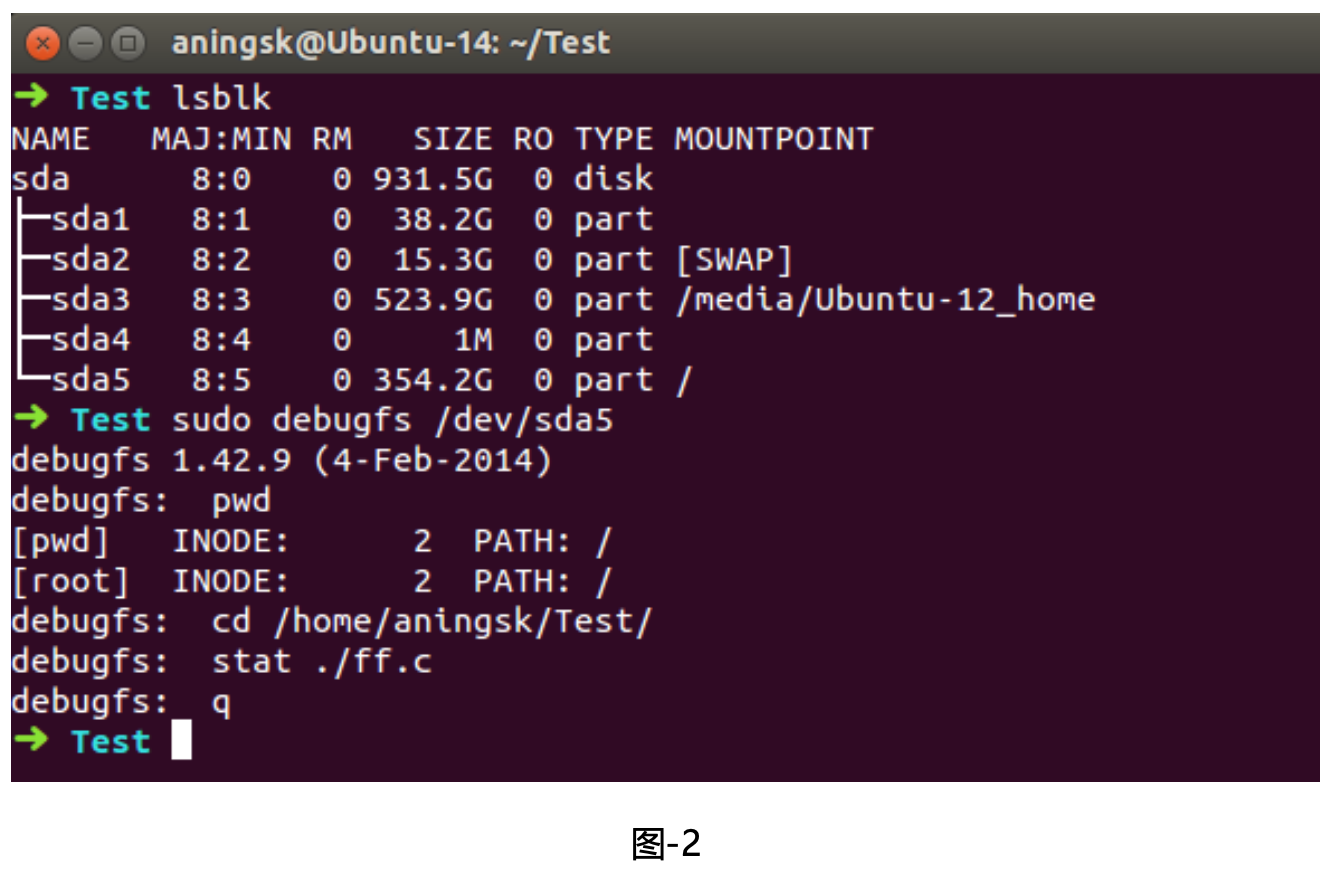 aningsk@Ubuntu-14: ~/Test
➜ Test lsblk
NAME   MAJ:MIN RM   SIZE RO TYPE MOUNTPOINT
sda      8:0    0 931.5G  0 disk
├─sda1   8:1    0  38.2G  0 part
├─sda2   8:2    0  15.3G  0 part [SWAP]
├─sda3   8:3    0 523.9G  0 part /media/Ubuntu-12_home
├─sda4   8:4    0     1M  0 part
└─sda5   8:5    0 354.2G  0 part /
➜ Test sudo debugfs /dev/sda5
debugfs 1.42.9 (4-Feb-2014)
debugfs:  pwd
[pwd]   INODE:      2  PATH: /
[root]  INODE:      2  PATH: /
debugfs:  cd /home/aningsk/Test/
debugfs:  stat ./ff.c
debugfs:  q
➜ Test
图-2